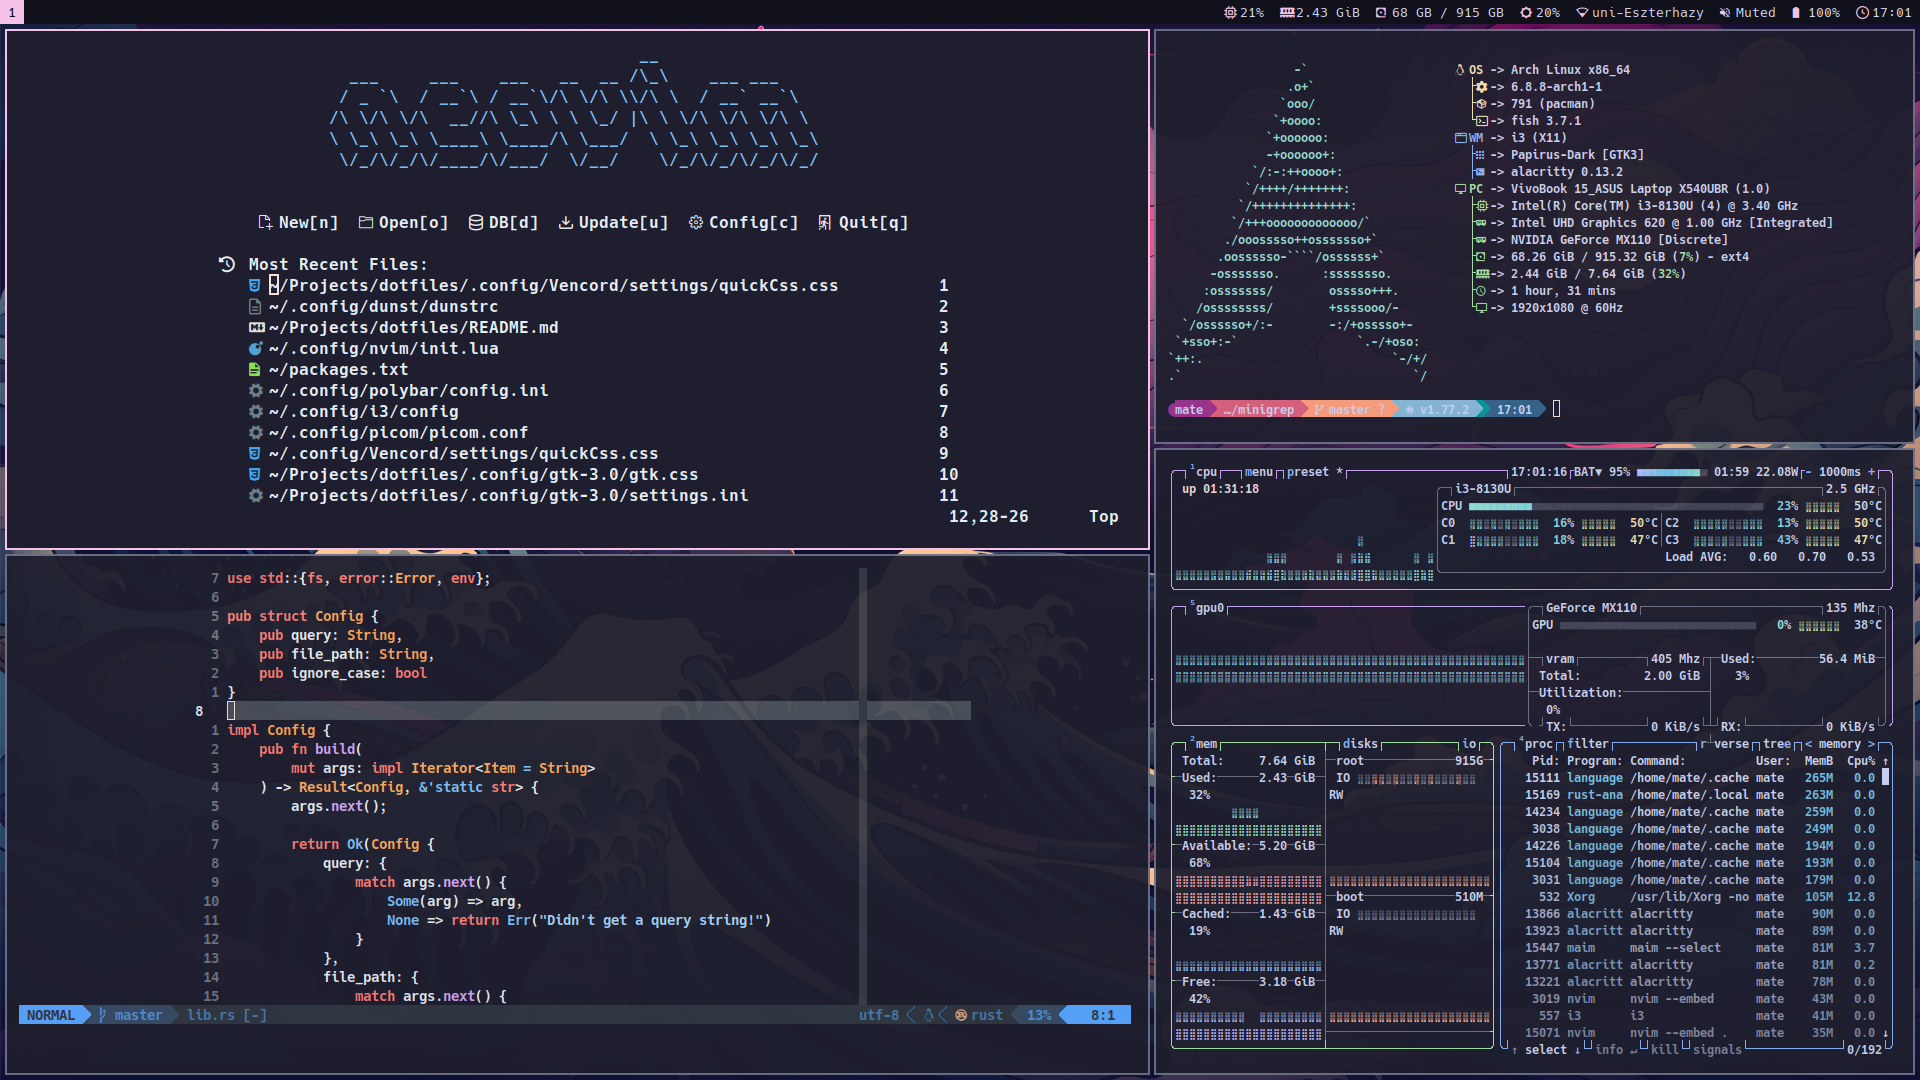 1
21% 2.43 GiB 68 GB / 915 GB 20% uni-Eszterhazy Muted 100% 17:01
neovim
New[n] Open[o] DB[d] Update[u] Config[c] Quit[q]
Most Recent Files:
~/Projects/dotfiles/.config/Vencord/settings/quickCss.css 1
~/.config/dunst/dunstrc 2
~/Projects/dotfiles/README.md 3
~/.config/nvim/init.lua 4
~/packages.txt 5
~/.config/polybar/config.ini 6
~/.config/i3/config 7
~/.config/picom/picom.conf 8
~/.config/Vencord/settings/quickCss.css 9
~/Projects/dotfiles/.config/gtk-3.0/gtk.css 10
~/Projects/dotfiles/.config/gtk-3.0/settings.ini 11
12,28-26 Top
OS -> Arch Linux x86_64
-> 6.8.8-arch1-1
-> 791 (pacman)
-> fish 3.7.1
WM -> i3 (X11)
-> Papirus-Dark [GTK3]
-> alacritty 0.13.2
PC -> VivoBook 15_ASUS Laptop X540UBR (1.0)
-> Intel(R) Core(TM) i3-8130U (4) @ 3.40 GHz
-> Intel UHD Graphics 620 @ 1.00 GHz [Integrated]
-> NVIDIA GeForce MX110 [Discrete]
-> 68.26 GiB / 915.32 GiB (7%) - ext4
-> 2.44 GiB / 7.64 GiB (32%)
-> 1 hour, 31 mins
-> 1920x1080 @ 60Hz
mate …/minigrep master ? v1.77.2 17:01
7 use std::{fs, error::Error, env};
6
5 pub struct Config {
4 pub query: String,
3 pub file_path: String,
2 pub ignore_case: bool
1 }
8
1 impl Config {
2 pub fn build(
3 mut args: impl Iterator<Item = String>
4 ) -> Result<Config, &'static str> {
5 args.next();
6
7 return Ok(Config {
8 query: {
9 match args.next() {
10 Some(arg) => arg,
11 None => return Err("Didn't get a query string!")
12 }
13 },
14 file_path: {
15 match args.next() {
NORMAL master lib.rs [-] utf-8 rust 13% 8:1
1cpu menu preset * 17:01:16 BAT▼ 95% 01:59 22.08W - 1000ms +
up 01:31:18 i3-8130U 2.5 GHz
CPU 23% 50°C
C0 16% 50°C C2 13% 50°C
C1 18% 47°C C3 43% 47°C
Load AVG: 0.60 0.70 0.53
5gpu0 GeForce MX110 135 Mhz
GPU 0% 38°C
vram 405 Mhz Used: 56.4 MiB
Total: 2.00 GiB 3%
Utilization:
0%
TX: 0 KiB/s RX: 0 KiB/s
2mem disks io
Total: 7.64 GiB root 915G
Used: 2.43 GiB IO
32% RW
Available: 5.20 GiB
68%
boot 510M
Cached: 1.43 GiB IO
19% RW
Free: 3.18 GiB
42%
4proc filter r verse tree < memory >
Pid: Program: Command: User: MemB Cpu% ↑
15111 language /home/mate/.cache mate 265M 0.0
15169 rust-ana /home/mate/.local mate 263M 0.0
14234 language /home/mate/.cache mate 259M 0.0
3038 language /home/mate/.cache mate 249M 0.0
14226 language /home/mate/.cache mate 194M 0.0
15104 language /home/mate/.cache mate 193M 0.0
3031 language /home/mate/.cache mate 179M 0.0
532 Xorg /usr/lib/Xorg -no mate 105M 12.8
13866 alacritt alacritty mate 90M 0.0
13923 alacritt alacritty mate 89M 0.0
15447 maim maim --select mate 81M 3.7
13771 alacritt alacritty mate 81M 0.2
13221 alacritt alacritty mate 78M 0.0
3019 nvim nvim --embed mate 43M 0.0
557 i3 i3 mate 41M 0.0
15071 nvim nvim --embed . mate 35M 0.0 ↓
↑ select ↓ info ↵ kill signals 0/192